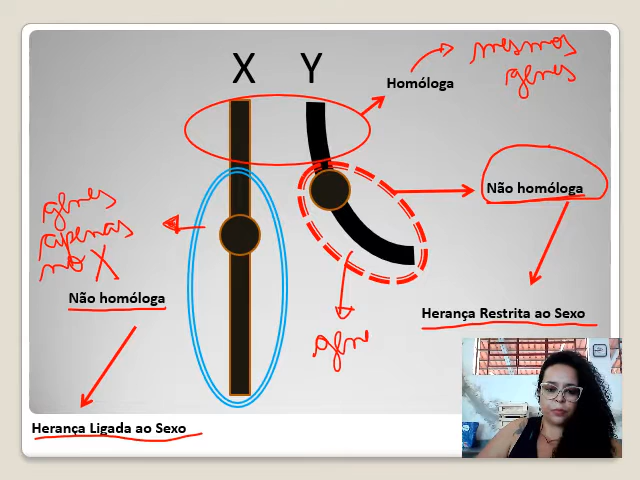 X Y
Homóloga
mesmos
genes
Não homóloga
genes
apenas
no X
Não homóloga
Herança Restrita ao Sexo
gen
Herança Ligada ao Sexo